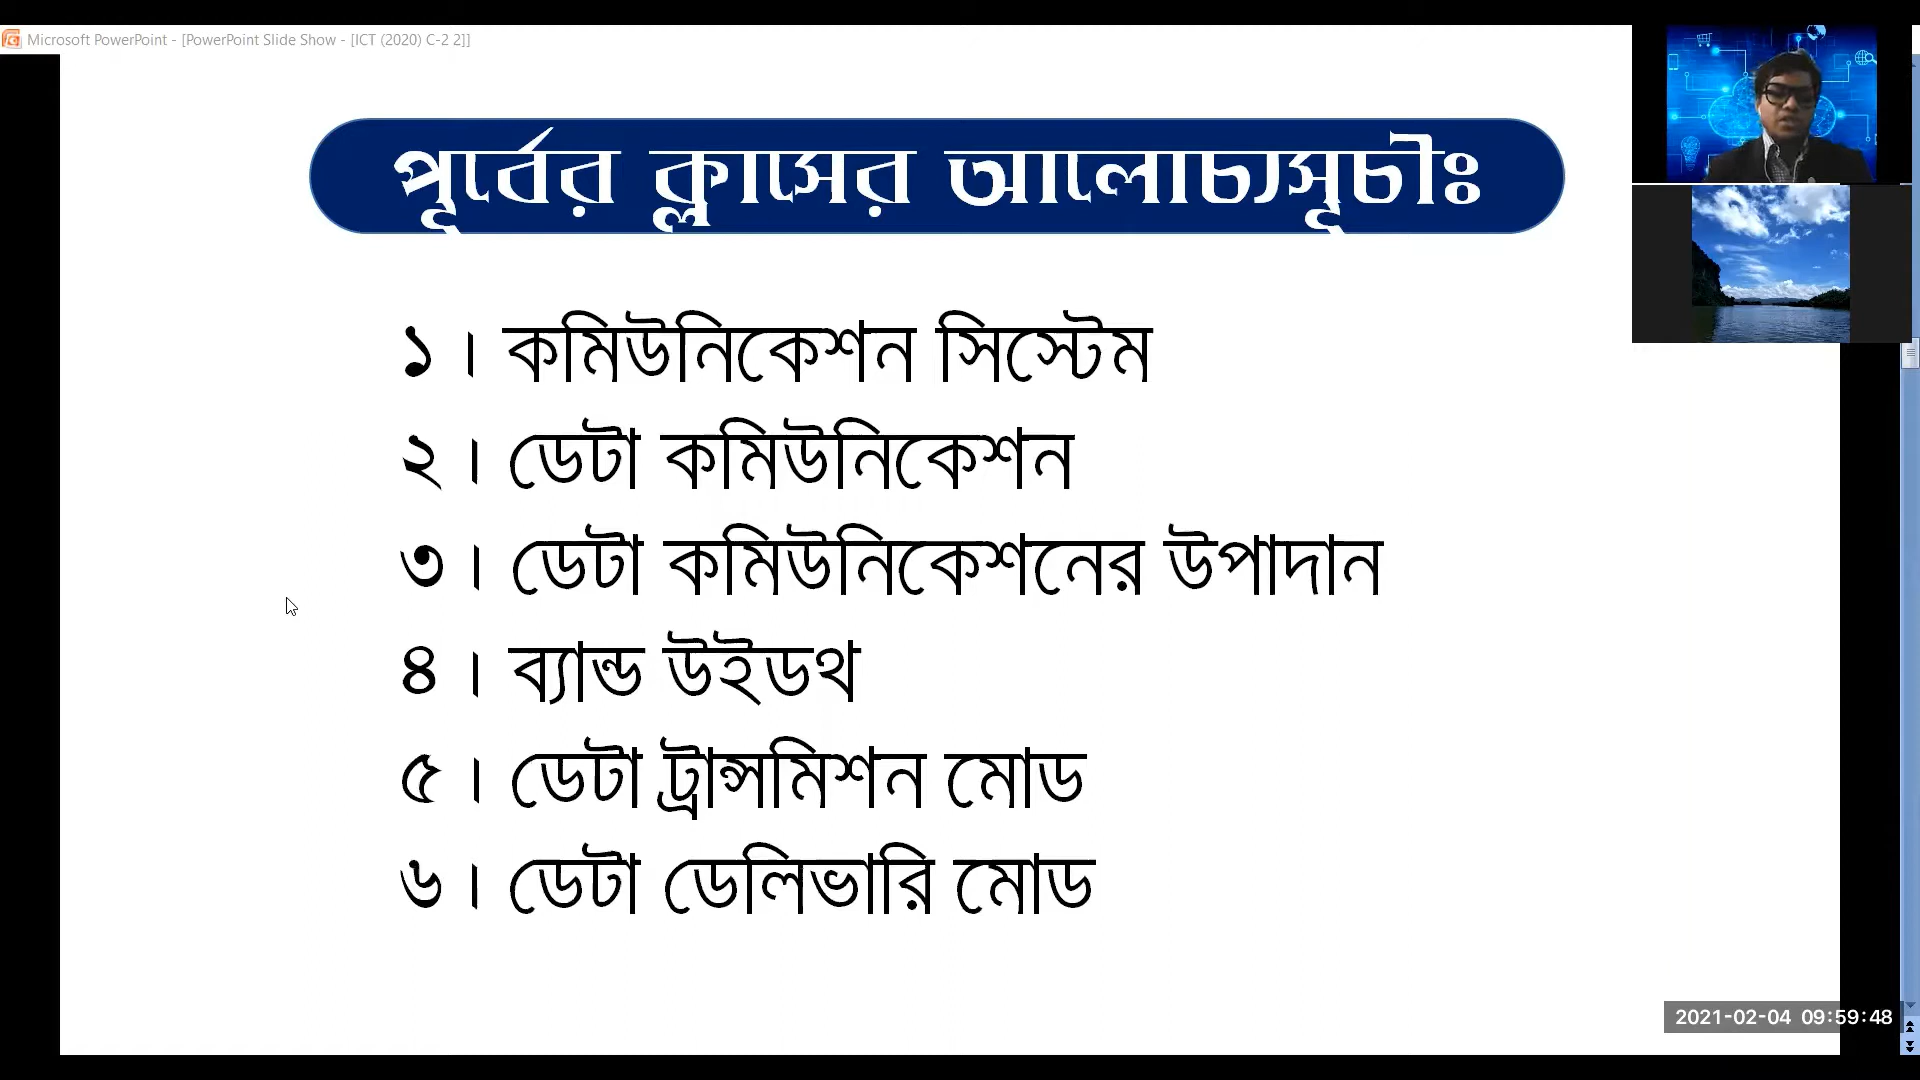 Microsoft PowerPoint - [PowerPoint Slide Show - [ICT (2020) C-2 2]]
পূর্বের ক্লাসের আলোচ্যসূচীঃ
১। কমিউনিকেশন সিস্টেম
২। ডেটা কমিউনিকেশন
৩। ডেটা কমিউনিকেশনের উপাদান
৪। ব্যান্ড উইডথ
৫। ডেটা ট্রান্সমিশন মোড
৬। ডেটা ডেলিভারি মোড
2021-02-04 09:59:48